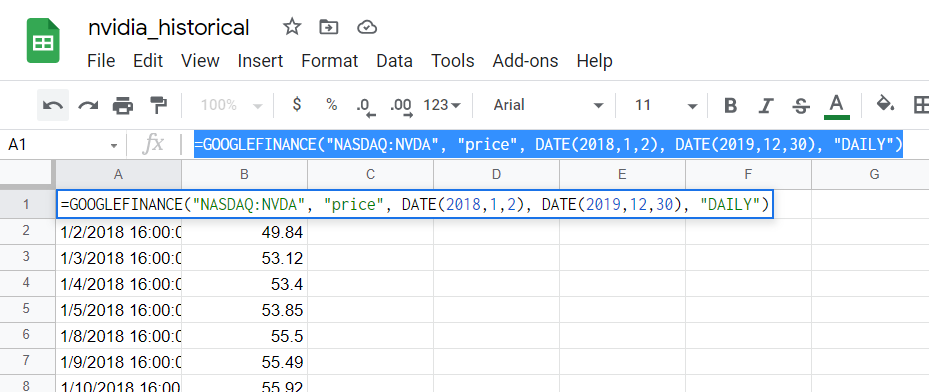 nvidia_historical
File Edit View Insert Format Data Tools Add-ons Help
100% $ % .0 .00 123 Arial 11 B I S A
A1 fx =GOOGLEFINANCE("NASDAQ:NVDA", "price", DATE(2018,1,2), DATE(2019,12,30), "DAILY")
A B C D E F G
1 =GOOGLEFINANCE("NASDAQ:NVDA", "price", DATE(2018,1,2), DATE(2019,12,30), "DAILY")
2 1/2/2018 16:00:0 49.84
3 1/3/2018 16:00:0 53.12
4 1/4/2018 16:00:0 53.4
5 1/5/2018 16:00:0 53.85
6 1/8/2018 16:00:0 55.5
7 1/9/2018 16:00:0 55.49
8 1/10/2018 16:00 55.92